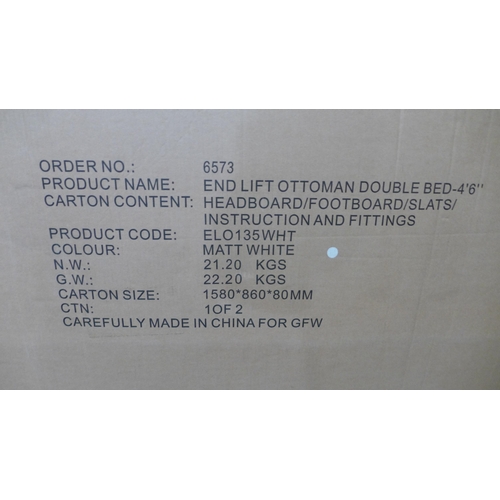 ORDER NO.: 6573
PRODUCT NAME: END LIFT OTTOMAN DOUBLE BED-4'6"
CARTON CONTENT: HEADBOARD/FOOTBOARD/SLATS/
INSTRUCTION AND FITTINGS
PRODUCT CODE: ELO135WHT
COLOUR: MATT WHITE
N.W.: 21.20 KGS
G.W.: 22.20 KGS
CARTON SIZE: 1580*860*80MM
CTN: 1OF 2
CAREFULLY MADE IN CHINA FOR GFW